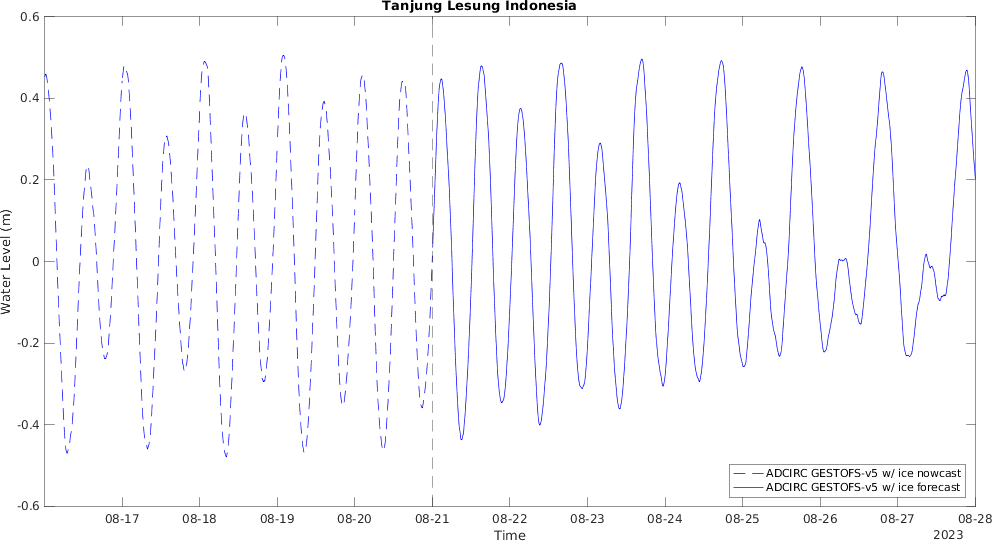 Tanjung Lesung Indonesia
0.6
0.4
0.2
0
-0.2
-0.4
-0.6
Water Level (m)
ADCIRC GESTOFS-v5 w/ ice nowcast
ADCIRC GESTOFS-v5 w/ ice forecast
08-17 08-18 08-19 08-20 08-21 08-22 08-23 08-24 08-25 08-26 08-27 08-28
Time
2023